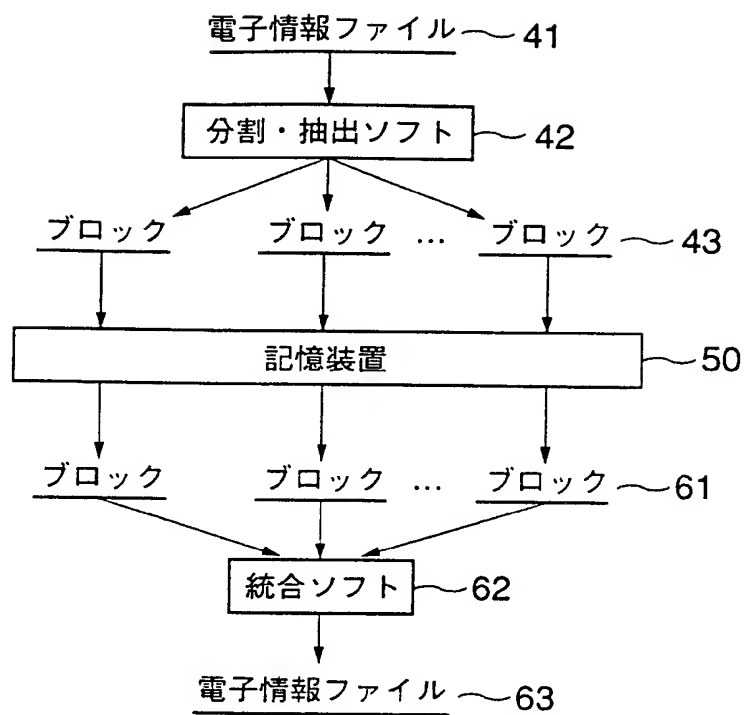 電子情報ファイル 41
分割・抽出ソフト 42
ブロック ブロック … ブロック 43
記憶装置 50
ブロック ブロック … ブロック 61
統合ソフト 62
電子情報ファイル 63